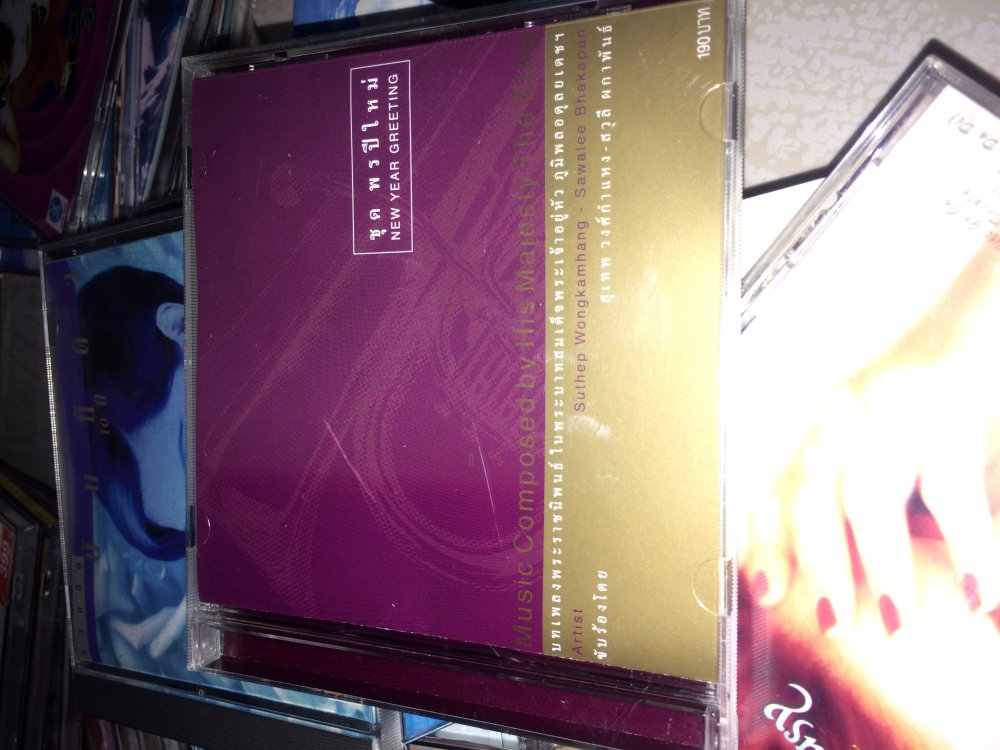 ชุด พรปีใหม่
NEW YEAR GREETING
Music Composed by His Majesty The King
บทเพลงพระราชนิพนธ์ ในพระบาทสมเด็จพระเจ้าอยู่หัว ภูมิพลอดุลยเดชฯ
Artist Suthep Wongkamhang - Sawalee Bhakapan
ขับร้องโดย สุเทพ วงศ์กำแหง-สวลี ผกาพันธ์
190 บาท
10 ปี